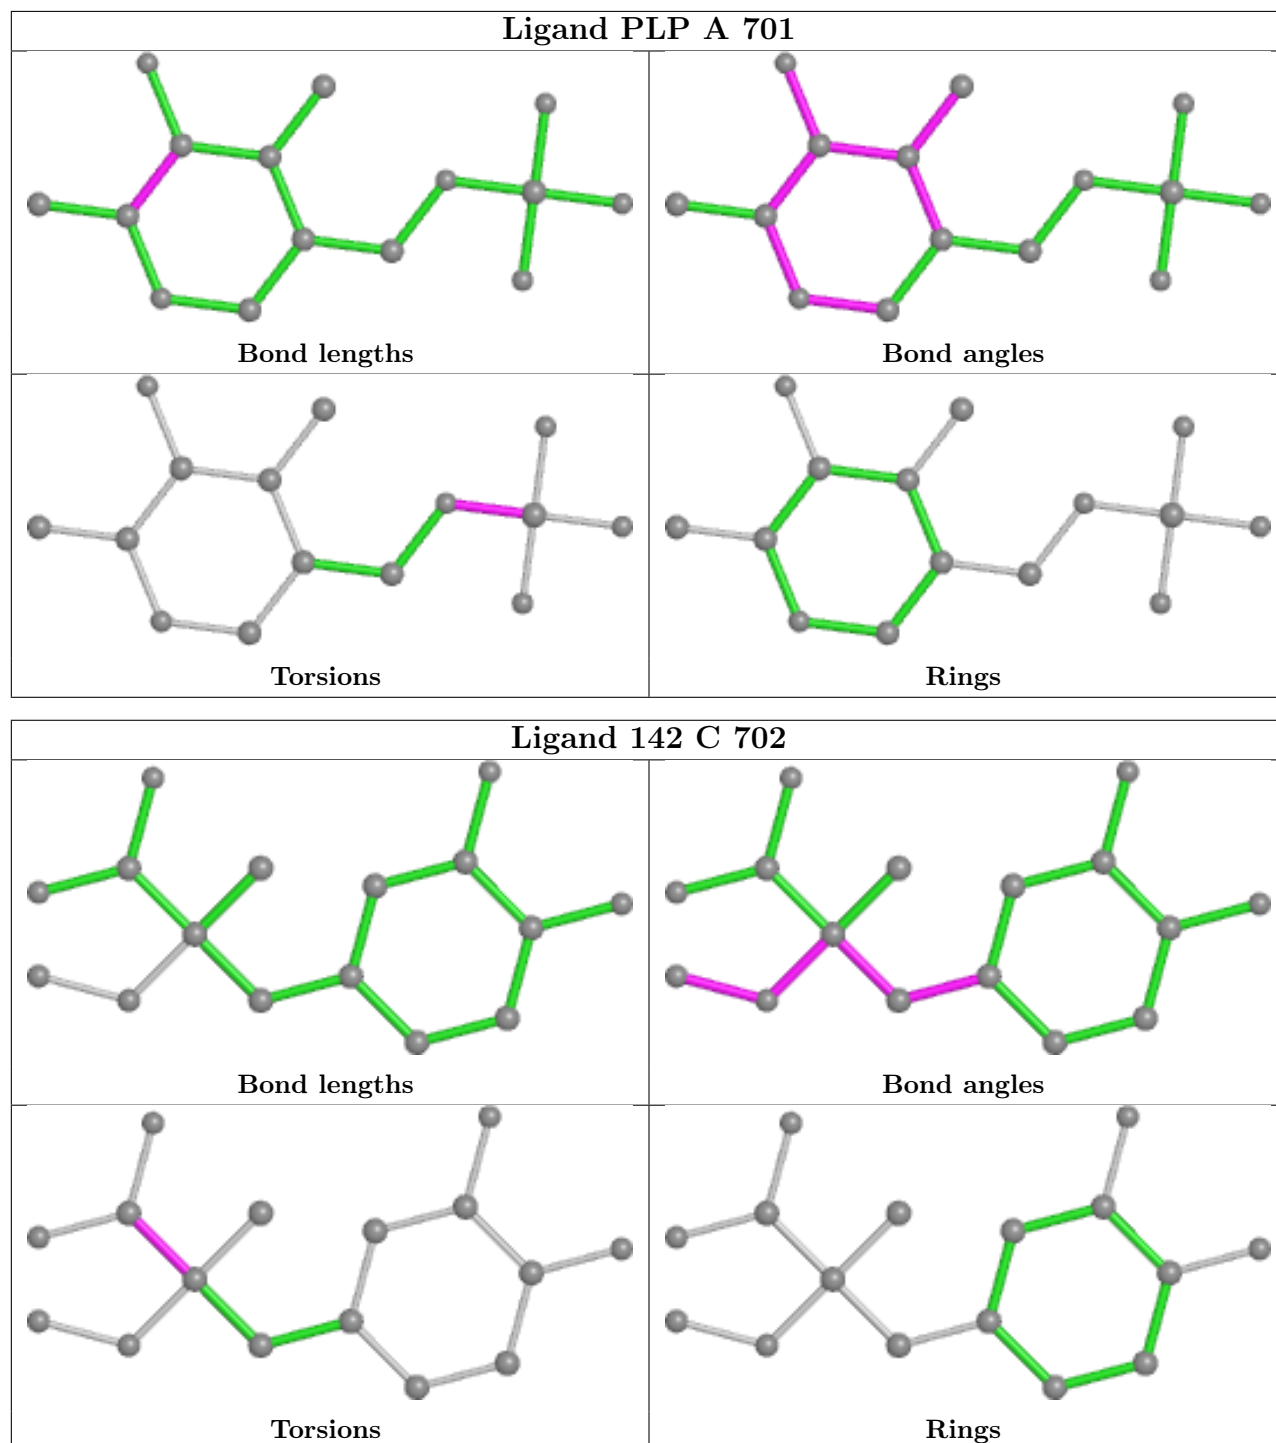 Ligand PLP A 701
Bond lengths
Bond angles
Torsions
Rings
Ligand 142 C 702
Bond lengths
Bond angles
Torsions
Rings